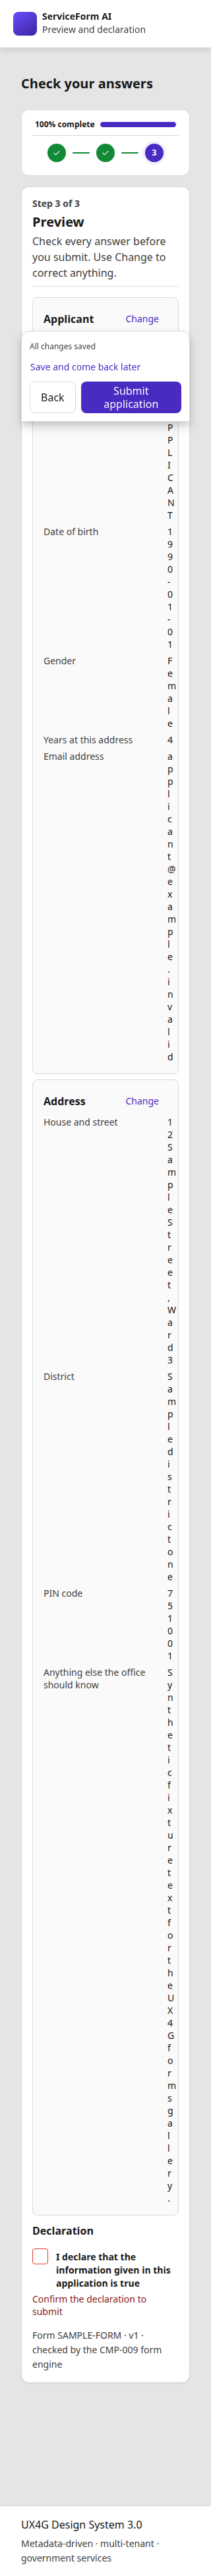 ServiceForm AI
Preview and declaration
Check your answers
100% complete
3
Step 3 of 3
Preview
Check every answer before
you submit. Use Change to
correct anything.
Applicant
Change
All changes saved
Save and come back later
Back
Submit
application
PPLICANT
Date of birth
1990-01-01
Gender
Female
Years at this address
4
Email address
applicant@example.invalid
Address
Change
House and street
12 Sample Street, Ward 3
District
Sample district one
PIN code
751001
Anything else the office
should know
Synthetic fixture text for the UX4G forms gallery.
Declaration
I declare that the
information given in this
application is true
Confirm the declaration to
submit
Form SAMPLE-FORM · v1 ·
checked by the CMP-009 form
engine
UX4G Design System 3.0
Metadata-driven · multi-tenant ·
government services